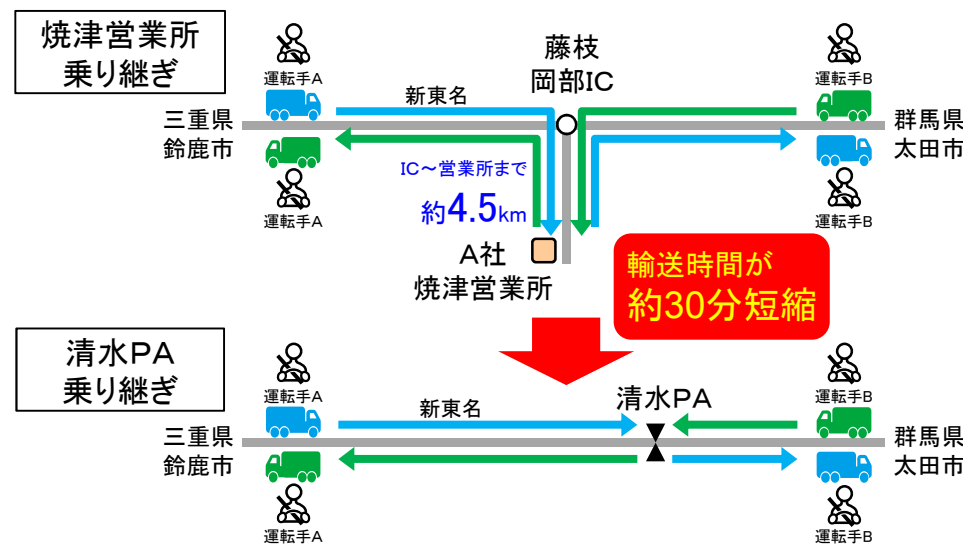 焼津営業所
乗り継ぎ
運転手A
藤枝
岡部IC
運転手B
新東名
三重県
鈴鹿市
群馬県
太田市
IC～営業所まで
約4.5km
運転手A
運転手B
A社
焼津営業所
輸送時間が
約30分短縮
清水PA
乗り継ぎ
運転手A
新東名
清水PA
運転手B
三重県
鈴鹿市
群馬県
太田市
運転手A
運転手B